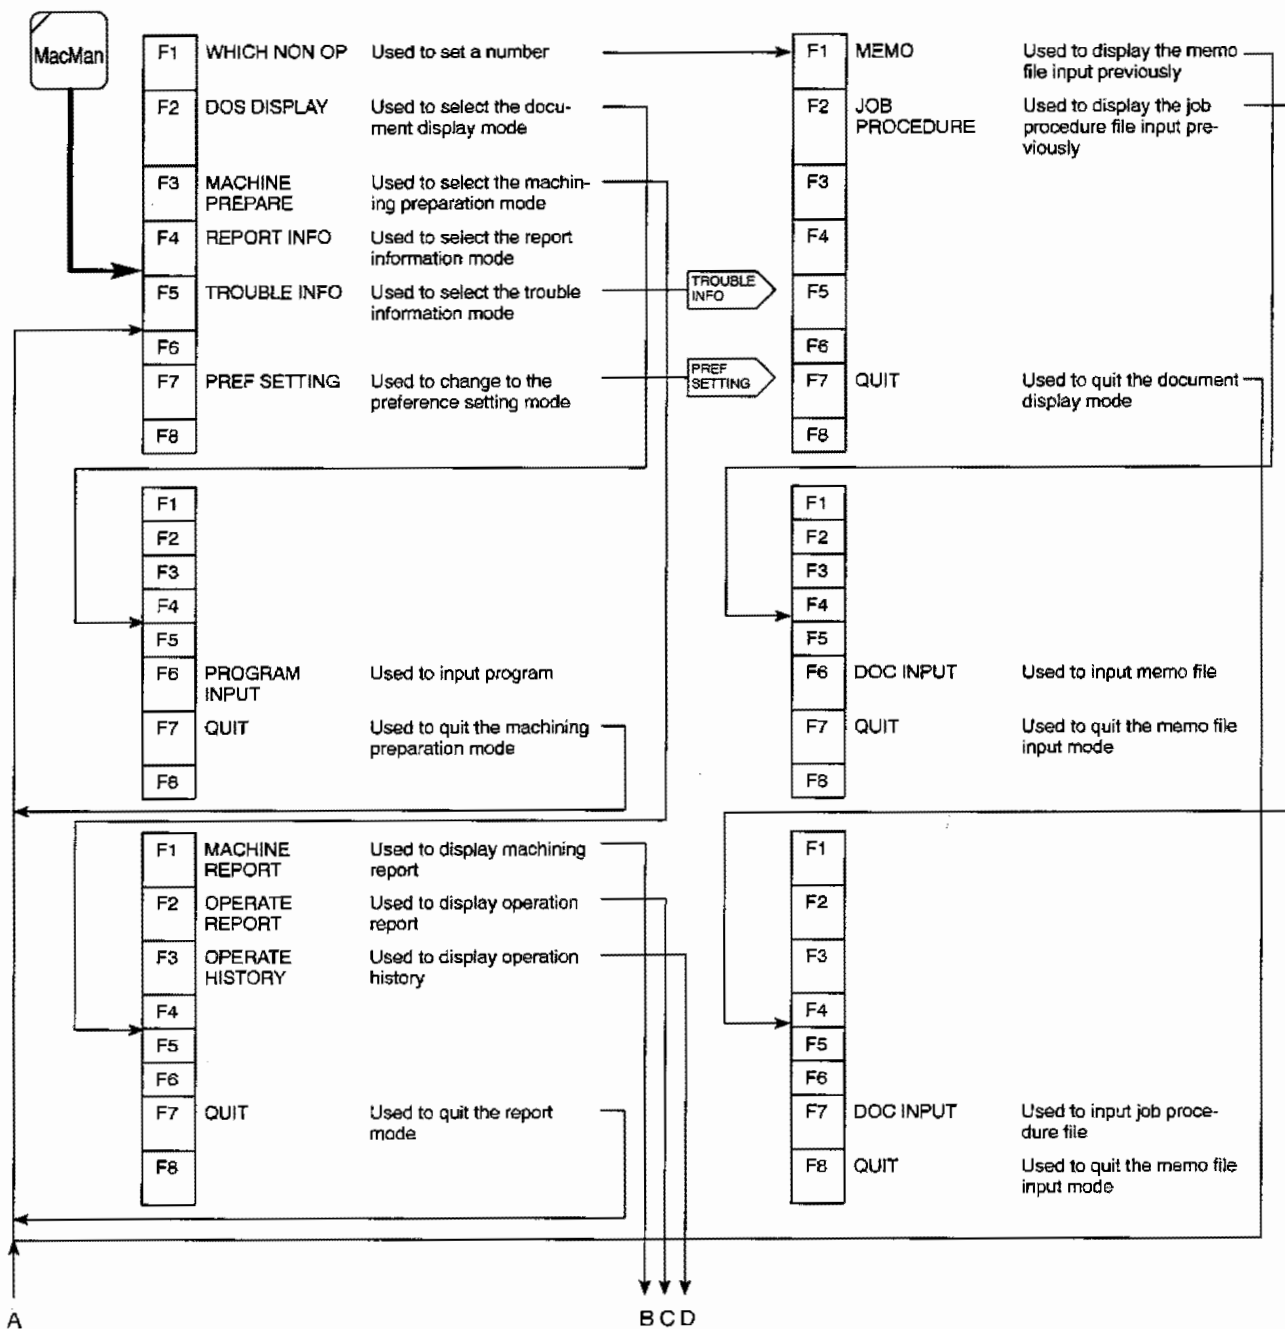 MacMan
F1 WHICH NON OP Used to set a number
F2 DOS DISPLAY Used to select the docu-
ment display mode
F3 MACHINE Used to select the machin-
PREPARE ing preparation mode
F4 REPORT INFO Used to select the report
information mode
F5 TROUBLE INFO Used to select the trouble
information mode
F6
F7 PREF SETTING Used to change to the
preference setting mode
F8
TROUBLE
INFO
PREF
SETTING
F1 MEMO Used to display the memo
file input previously
F2 JOB Used to display the job
PROCEDURE procedure file input pre-
viously
F3
F4
F5
F6
F7 QUIT Used to quit the document
display mode
F8
F1
F2
F3
F4
F5
F6 PROGRAM Used to input program
INPUT
F7 QUIT Used to quit the machining
preparation mode
F8
F1
F2
F3
F4
F5
F6 DOC INPUT Used to input memo file
F7 QUIT Used to quit the memo file
input mode
F8
F1 MACHINE Used to display machining
REPORT report
F2 OPERATE Used to display operation
REPORT report
F3 OPERATE Used to display operation
HISTORY history
F4
F5
F6
F7 QUIT Used to quit the report
mode
F8
F1
F2
F3
F4
F5
F6
F7 DOC INPUT Used to input job proce-
dure file
F8 QUIT Used to quit the memo file
input mode
A
B C D